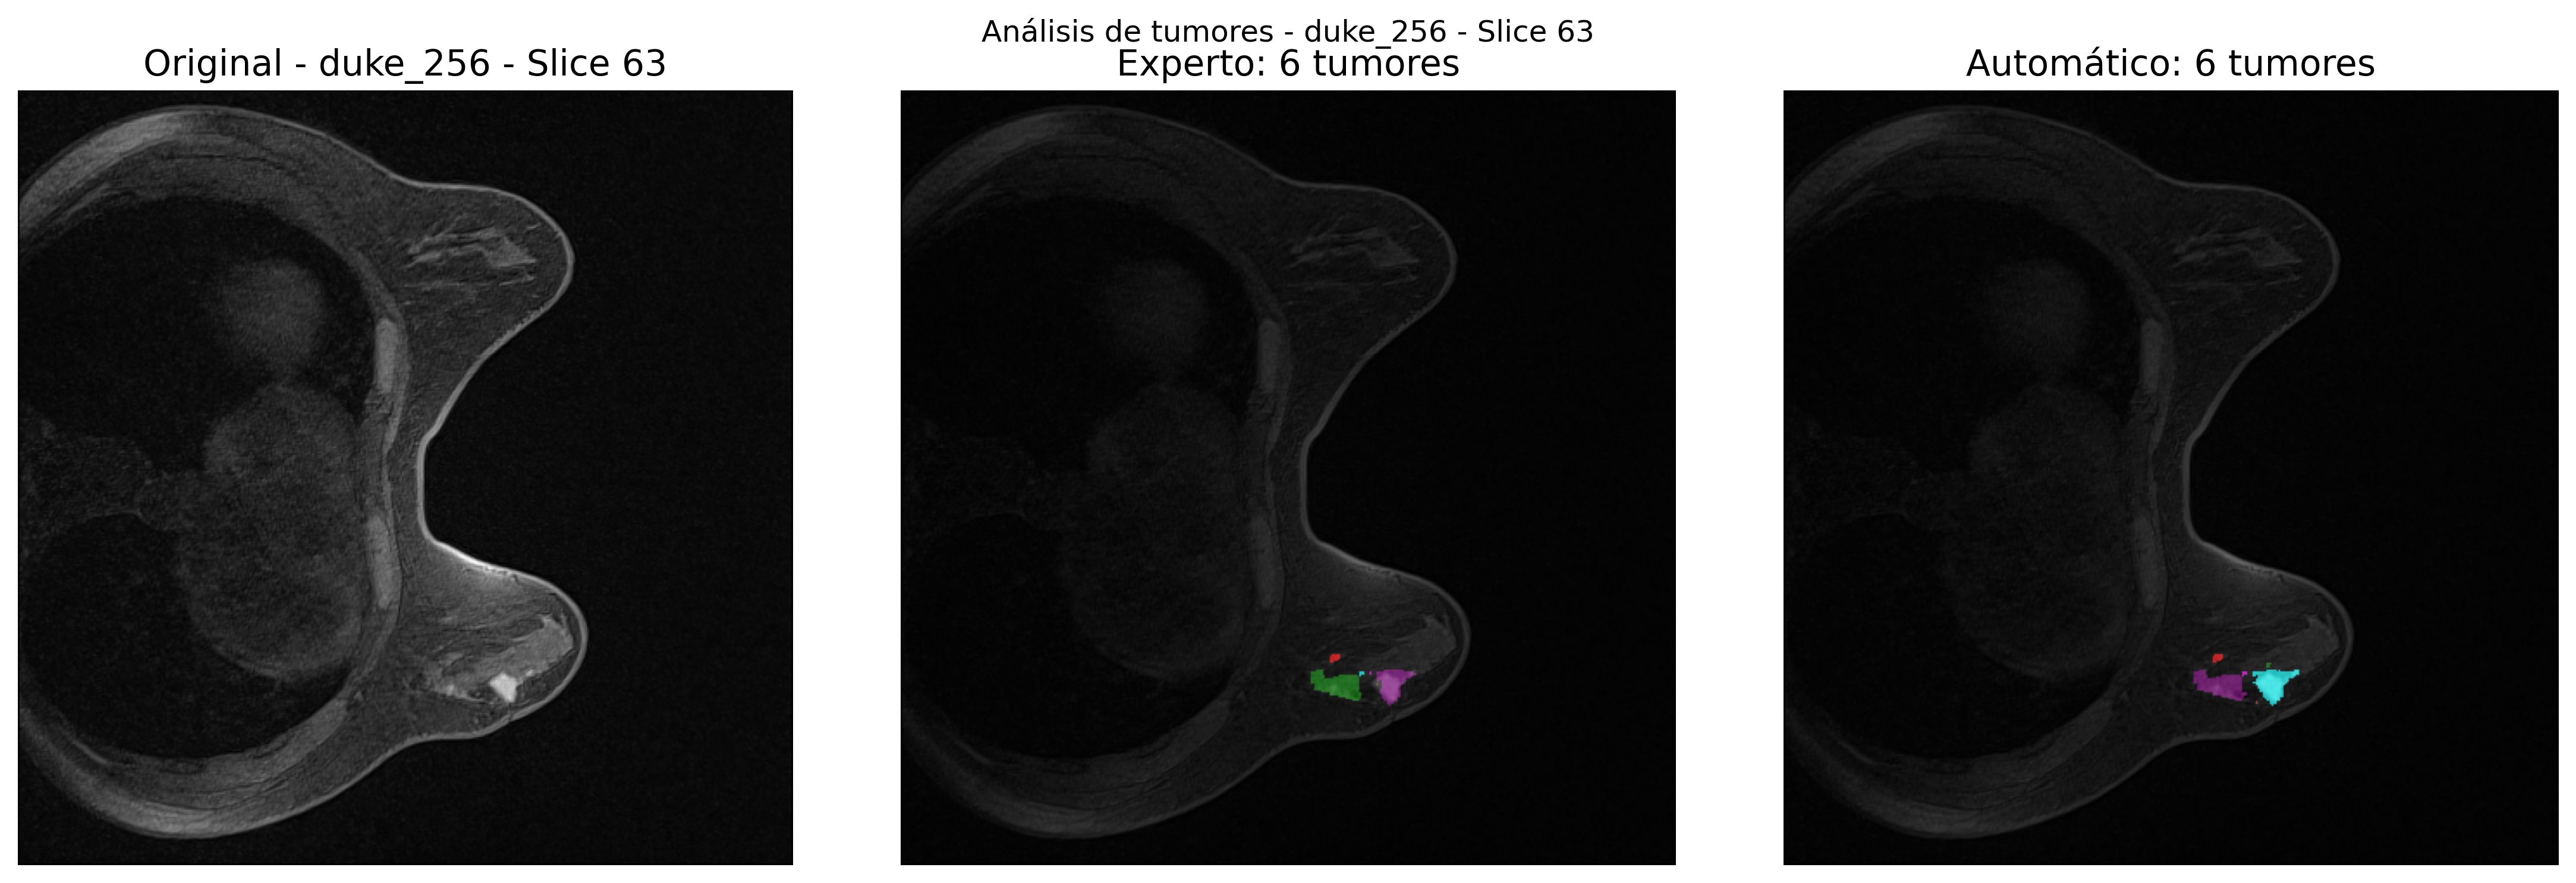 Análisis de tumores - duke_256 - Slice 63
Original - duke_256 - Slice 63
Experto: 6 tumores
Automático: 6 tumores